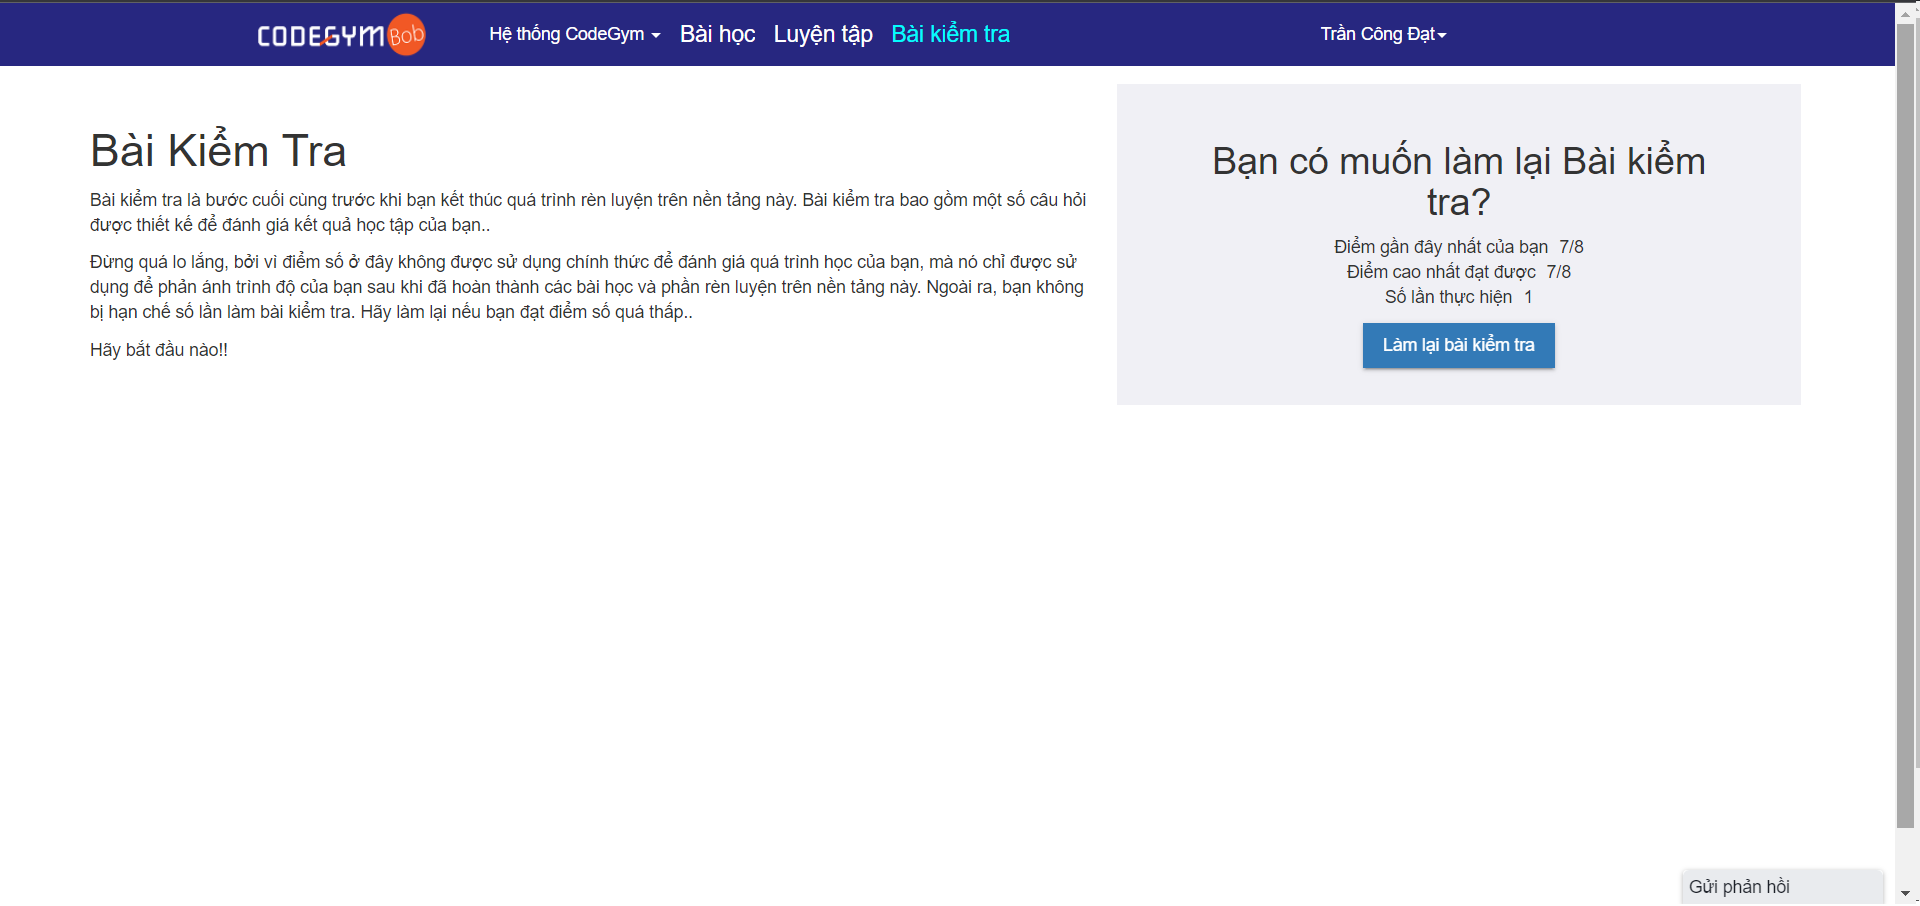 CODEGYM Bob
Hệ thống CodeGym
Bài học
Luyện tập
Bài kiểm tra
Trần Công Đạt
Bài Kiểm Tra
Bài kiểm tra là bước cuối cùng trước khi bạn kết thúc quá trình rèn luyện trên nền tảng này. Bài kiểm tra bao gồm một số câu hỏi
được thiết kế để đánh giá kết quả học tập của bạn..
Đừng quá lo lắng, bởi vì điểm số ở đây không được sử dụng chính thức để đánh giá quá trình học của bạn, mà nó chỉ được sử
dụng để phản ánh trình độ của bạn sau khi đã hoàn thành các bài học và phần rèn luyện trên nền tảng này. Ngoài ra, bạn không
bị hạn chế số lần làm bài kiểm tra. Hãy làm lại nếu bạn đạt điểm số quá thấp..
Hãy bắt đầu nào!!
Bạn có muốn làm lại Bài kiểm
tra?
Điểm gần đây nhất của bạn 7/8
Điểm cao nhất đạt được 7/8
Số lần thực hiện 1
Làm lại bài kiểm tra
Gửi phản hồi